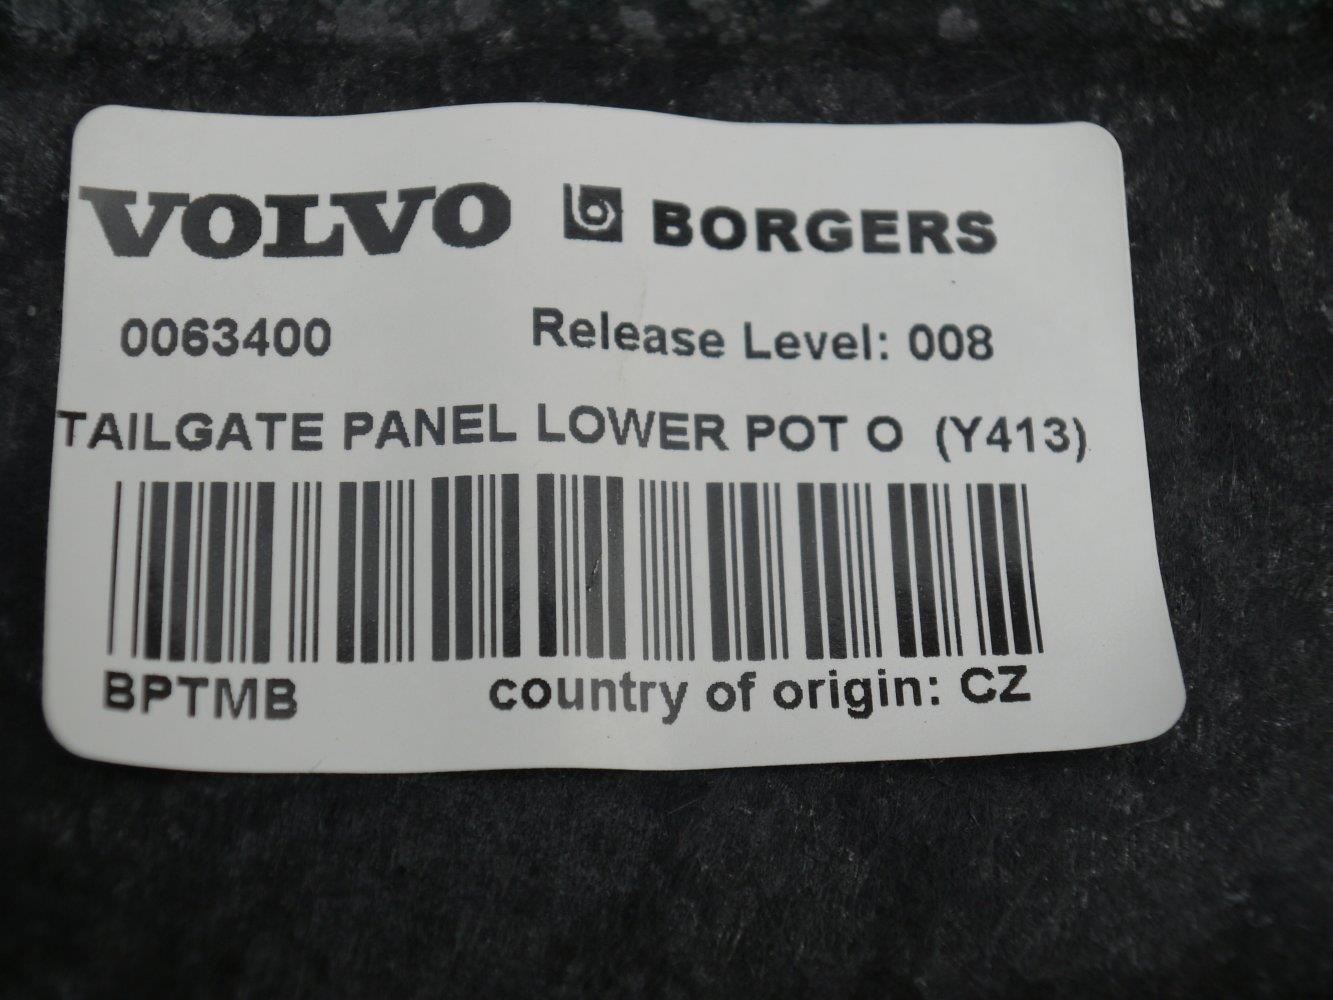 VOLVO BORGERS
0063400 Release Level: 008
TAILGATE PANEL LOWER POT O (Y413)
BPTMB country of origin: CZ